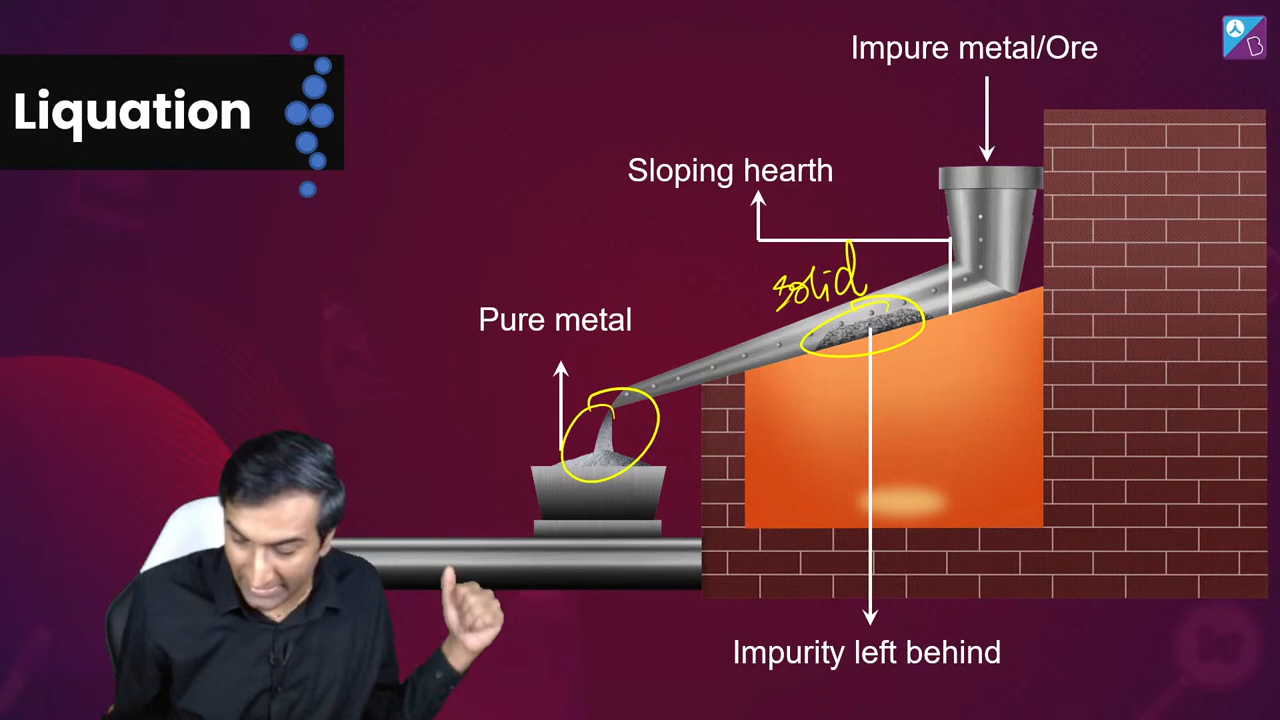 Liquation
Impure metal/Ore
Sloping hearth
solid
Pure metal
Impurity left behind
B